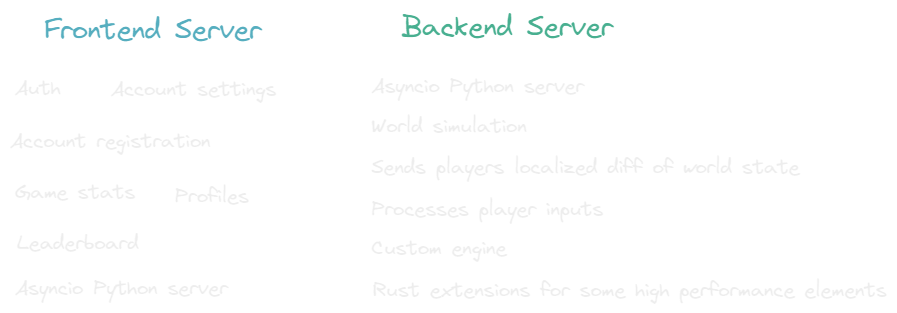 Frontend Server
Auth Account settings
Account registration
Game stats Profiles
Leaderboard
Asyncio Python server
Backend Server
Asyncio Python server
World simulation
Sends players localized diff of world state
Processes player inputs
Custom engine
Rust extensions for some high performance elements